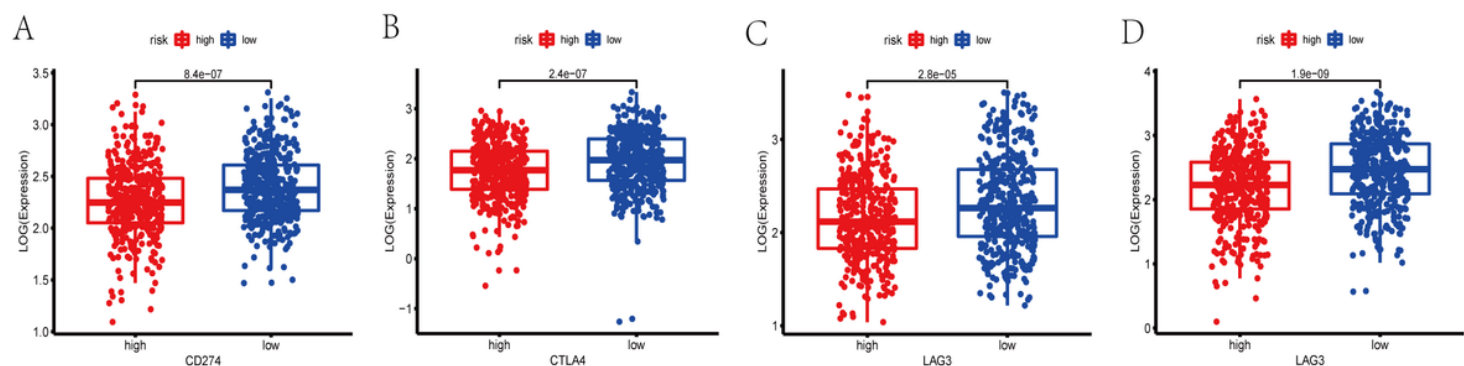 A
risk high low
8.4e-07
3.5
3.0
2.5
2.0
1.5
1.0
LOG(Expression)
high low
CD274
B
risk high low
2.4e-07
3
2
1
0
−1
LOG(Expression)
high low
CTLA4
C
risk high low
2.8e-05
3
2
1
LOG(Expression)
high low
LAG3
D
risk high low
1.9e-09
4
3
2
1
0
LOG(Expression)
high low
LAG3